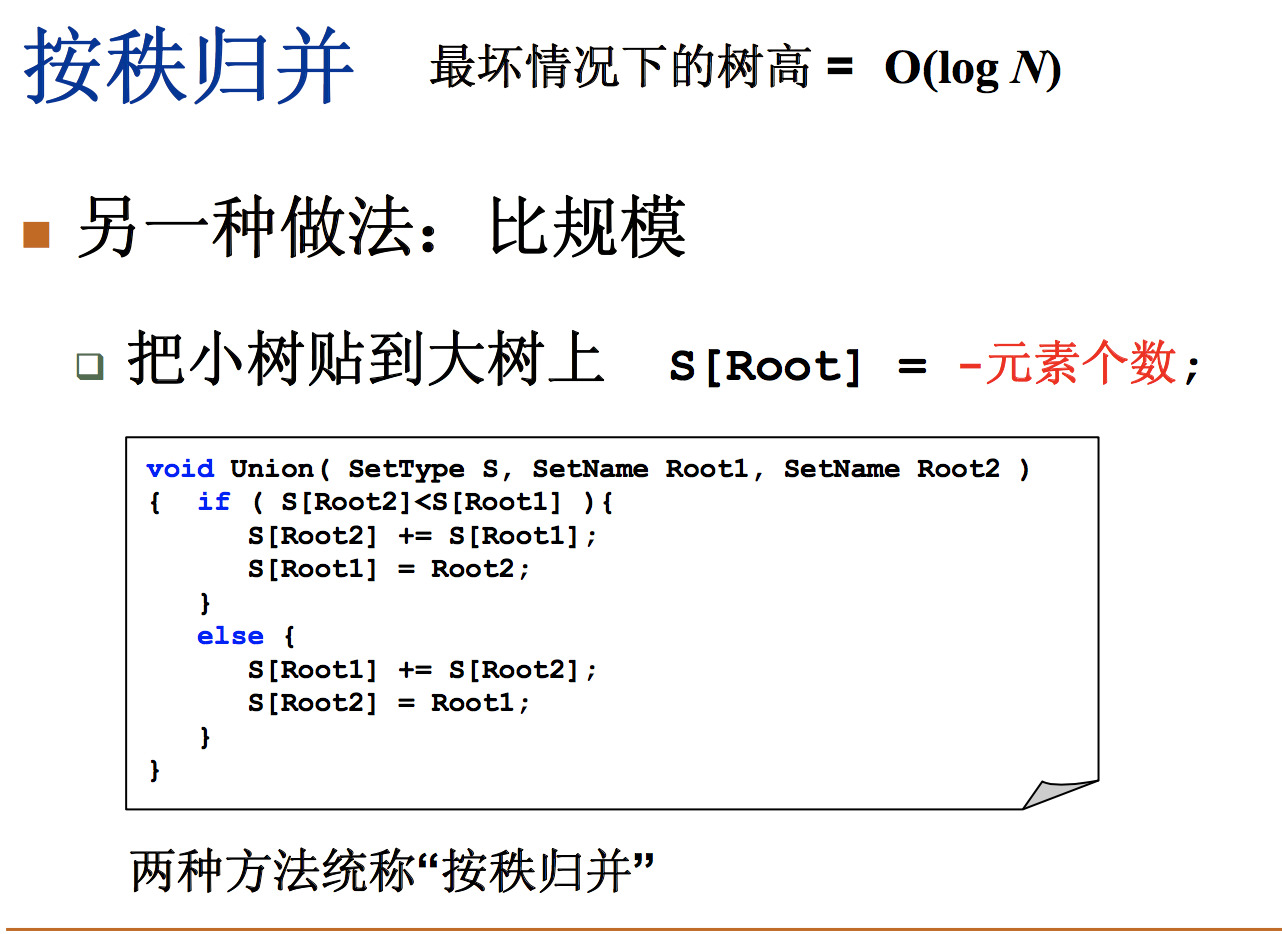 按秩归并 最坏情况下的树高 = O(log N)
另一种做法：比规模
把小树贴到大树上 S[Root] = -元素个数;
void Union( SetType S, SetName Root1, SetName Root2 )
{  if ( S[Root2]<S[Root1] ){
      S[Root2] += S[Root1];
      S[Root1] = Root2;
   }
   else {
      S[Root1] += S[Root2];
      S[Root2] = Root1;
   }
}
两种方法统称“按秩归并”